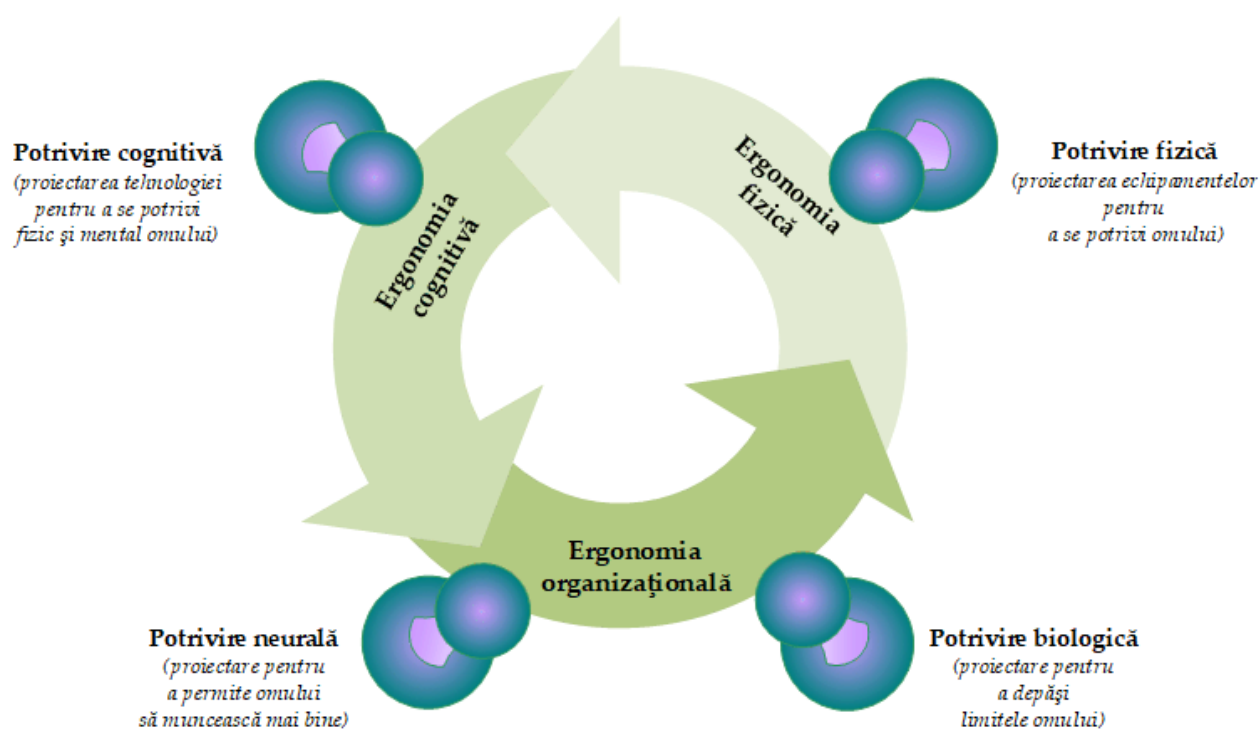 Potrivire cognitivă
(proiectarea tehnologiei
pentru a se potrivi
fizic şi mental omului)
Ergonomia
cognitivă
Ergonomia
fizică
Potrivire fizică
(proiectarea echipamentelor
pentru
a se potrivi omului)
Ergonomia
organizaţională
Potrivire neurală
(proiectare pentru
a permite omului
să muncească mai bine)
Potrivire biologică
(proiectare pentru
a depăşi
limitele omului)